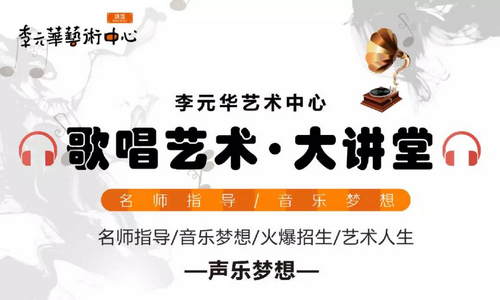 李元華藝術中心
李元华艺术中心
歌唱艺术·大讲堂
名师指导/音乐梦想
名师指导/音乐梦想/火爆招生/艺术人生
—声乐梦想—